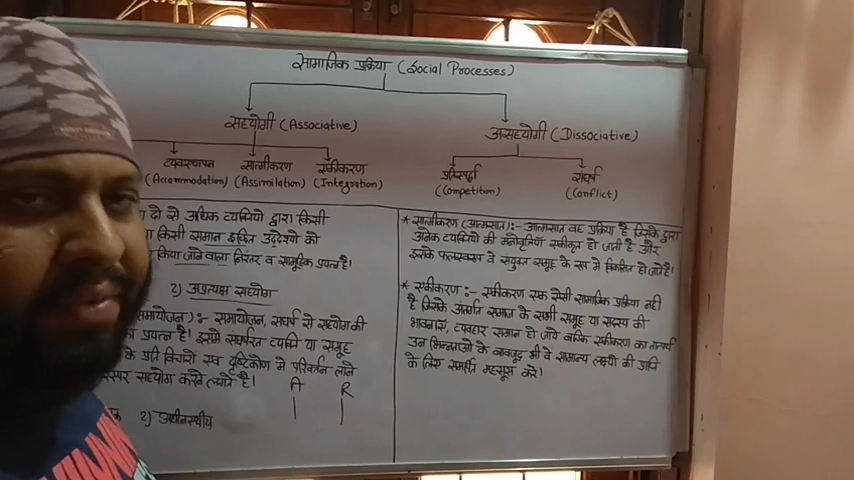 सामाजिक प्रक्रिया (Social Processes)
सहयोगी (Associative)
असहयोगी (Dissociative)
व्यवस्थापन
सात्मीकरण
एकीकरण
(Accommodation) (Assimilation) (Integration)
प्रतिस्पर्द्धा
(Competition)
संघर्ष
(Conflict)
दो से अधिक व्यक्तियो द्वारा किसी
किसी समान इच्छित उद्देश्यो को
किया जाने वाला निरंतर व सामूहिक प्रयत्न है।
2) अप्रत्यक्ष सहयोग
समायोजन) :- समायोजन, संघर्ष से सहयोग की
प्रयत्न है। इसमे संघर्षरत व्यक्ति या समूह
के प्रति विचारो एवं दृष्टिकोण मे परिर्वतन लाने
सहयोग करने लगते है।
A R
2) अधीनस्थीय
* सात्मीकरण (आत्मसात) :- आत्मसात वह प्रक्रिया है जिसके द्वारा
अनेक व्यक्तियो की मनोवृतियाँ एकीकृत हो जाती है और
इसके फलस्वरूप वे संयुक्त समूह के रूप मे विकसित हो जाते है।
* एकीकरण :- एकीकरण एक ऐसी सामाजिक प्रक्रिया नही
है जिसके अंतर्गत समाज के सभी समूह या सदस्य की
भावनाएं, व्यवहार समान हो जाये बल्कि एकीकरण का तात्पर्य
उन भिन्नताओ के बावजूद भी वे सामान्य लक्ष्यो की प्राप्ति
के लिए समर्पित महसूस करे।